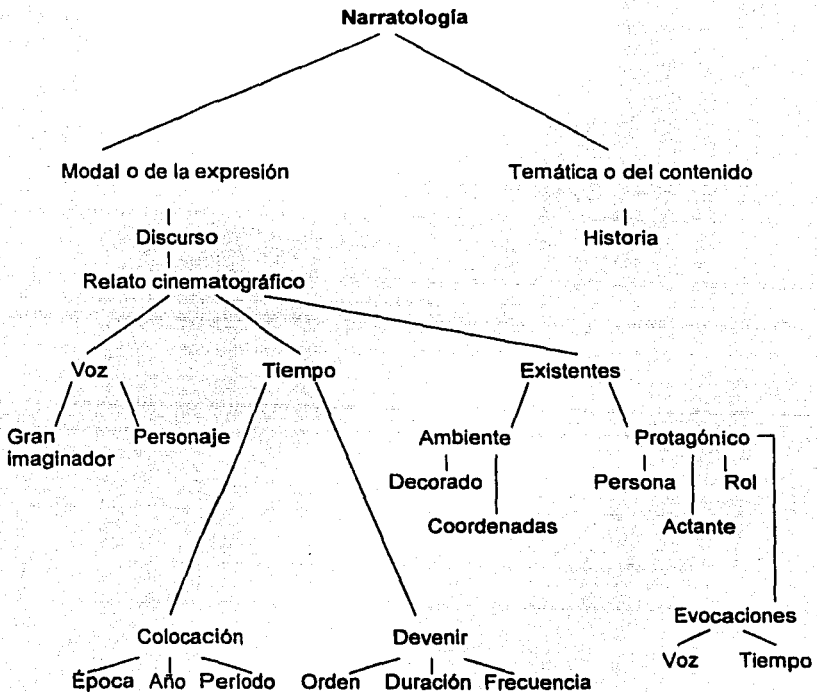 Narratología
Modal o de la expresión
Temática o del contenido
Discurso
Historia
Relato cinematográfico
Voz
Tiempo
Existentes
Gran
imaginador
Personaje
Ambiente
Protagónico
Decorado
Persona
Rol
Coordenadas
Actante
Evocaciones
Colocación
Devenir
Voz
Tiempo
Época
Año
Período
Orden
Duración
Frecuencia